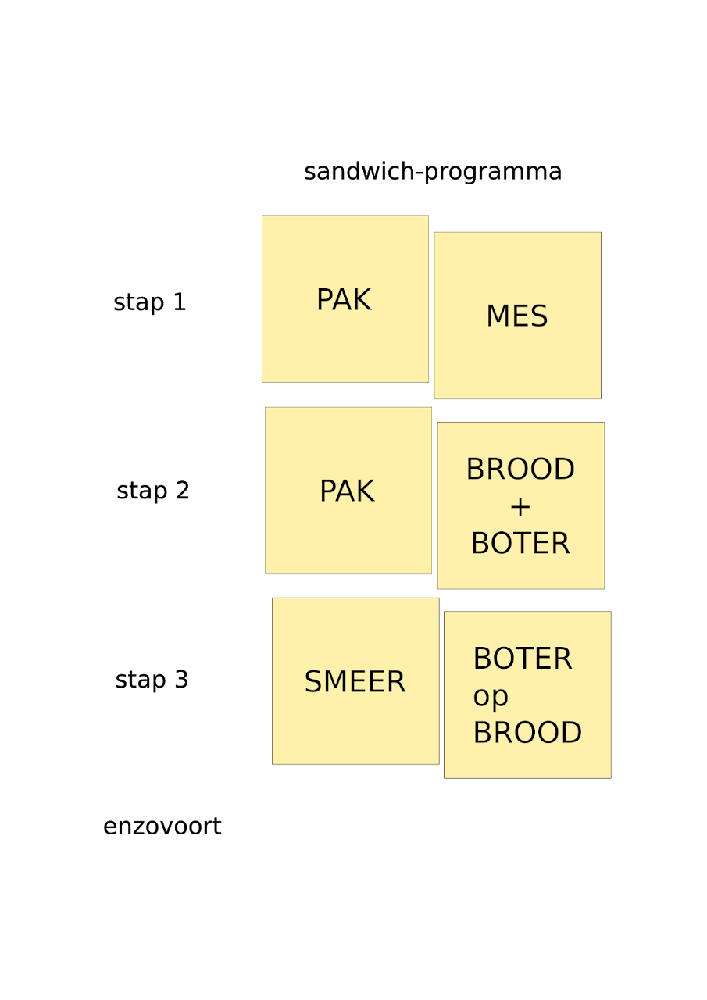 sandwich-programma
stap 1
PAK
MES
stap 2
PAK
BROOD
+
BOTER
stap 3
SMEER
BOTER
op
BROOD
enzovoort